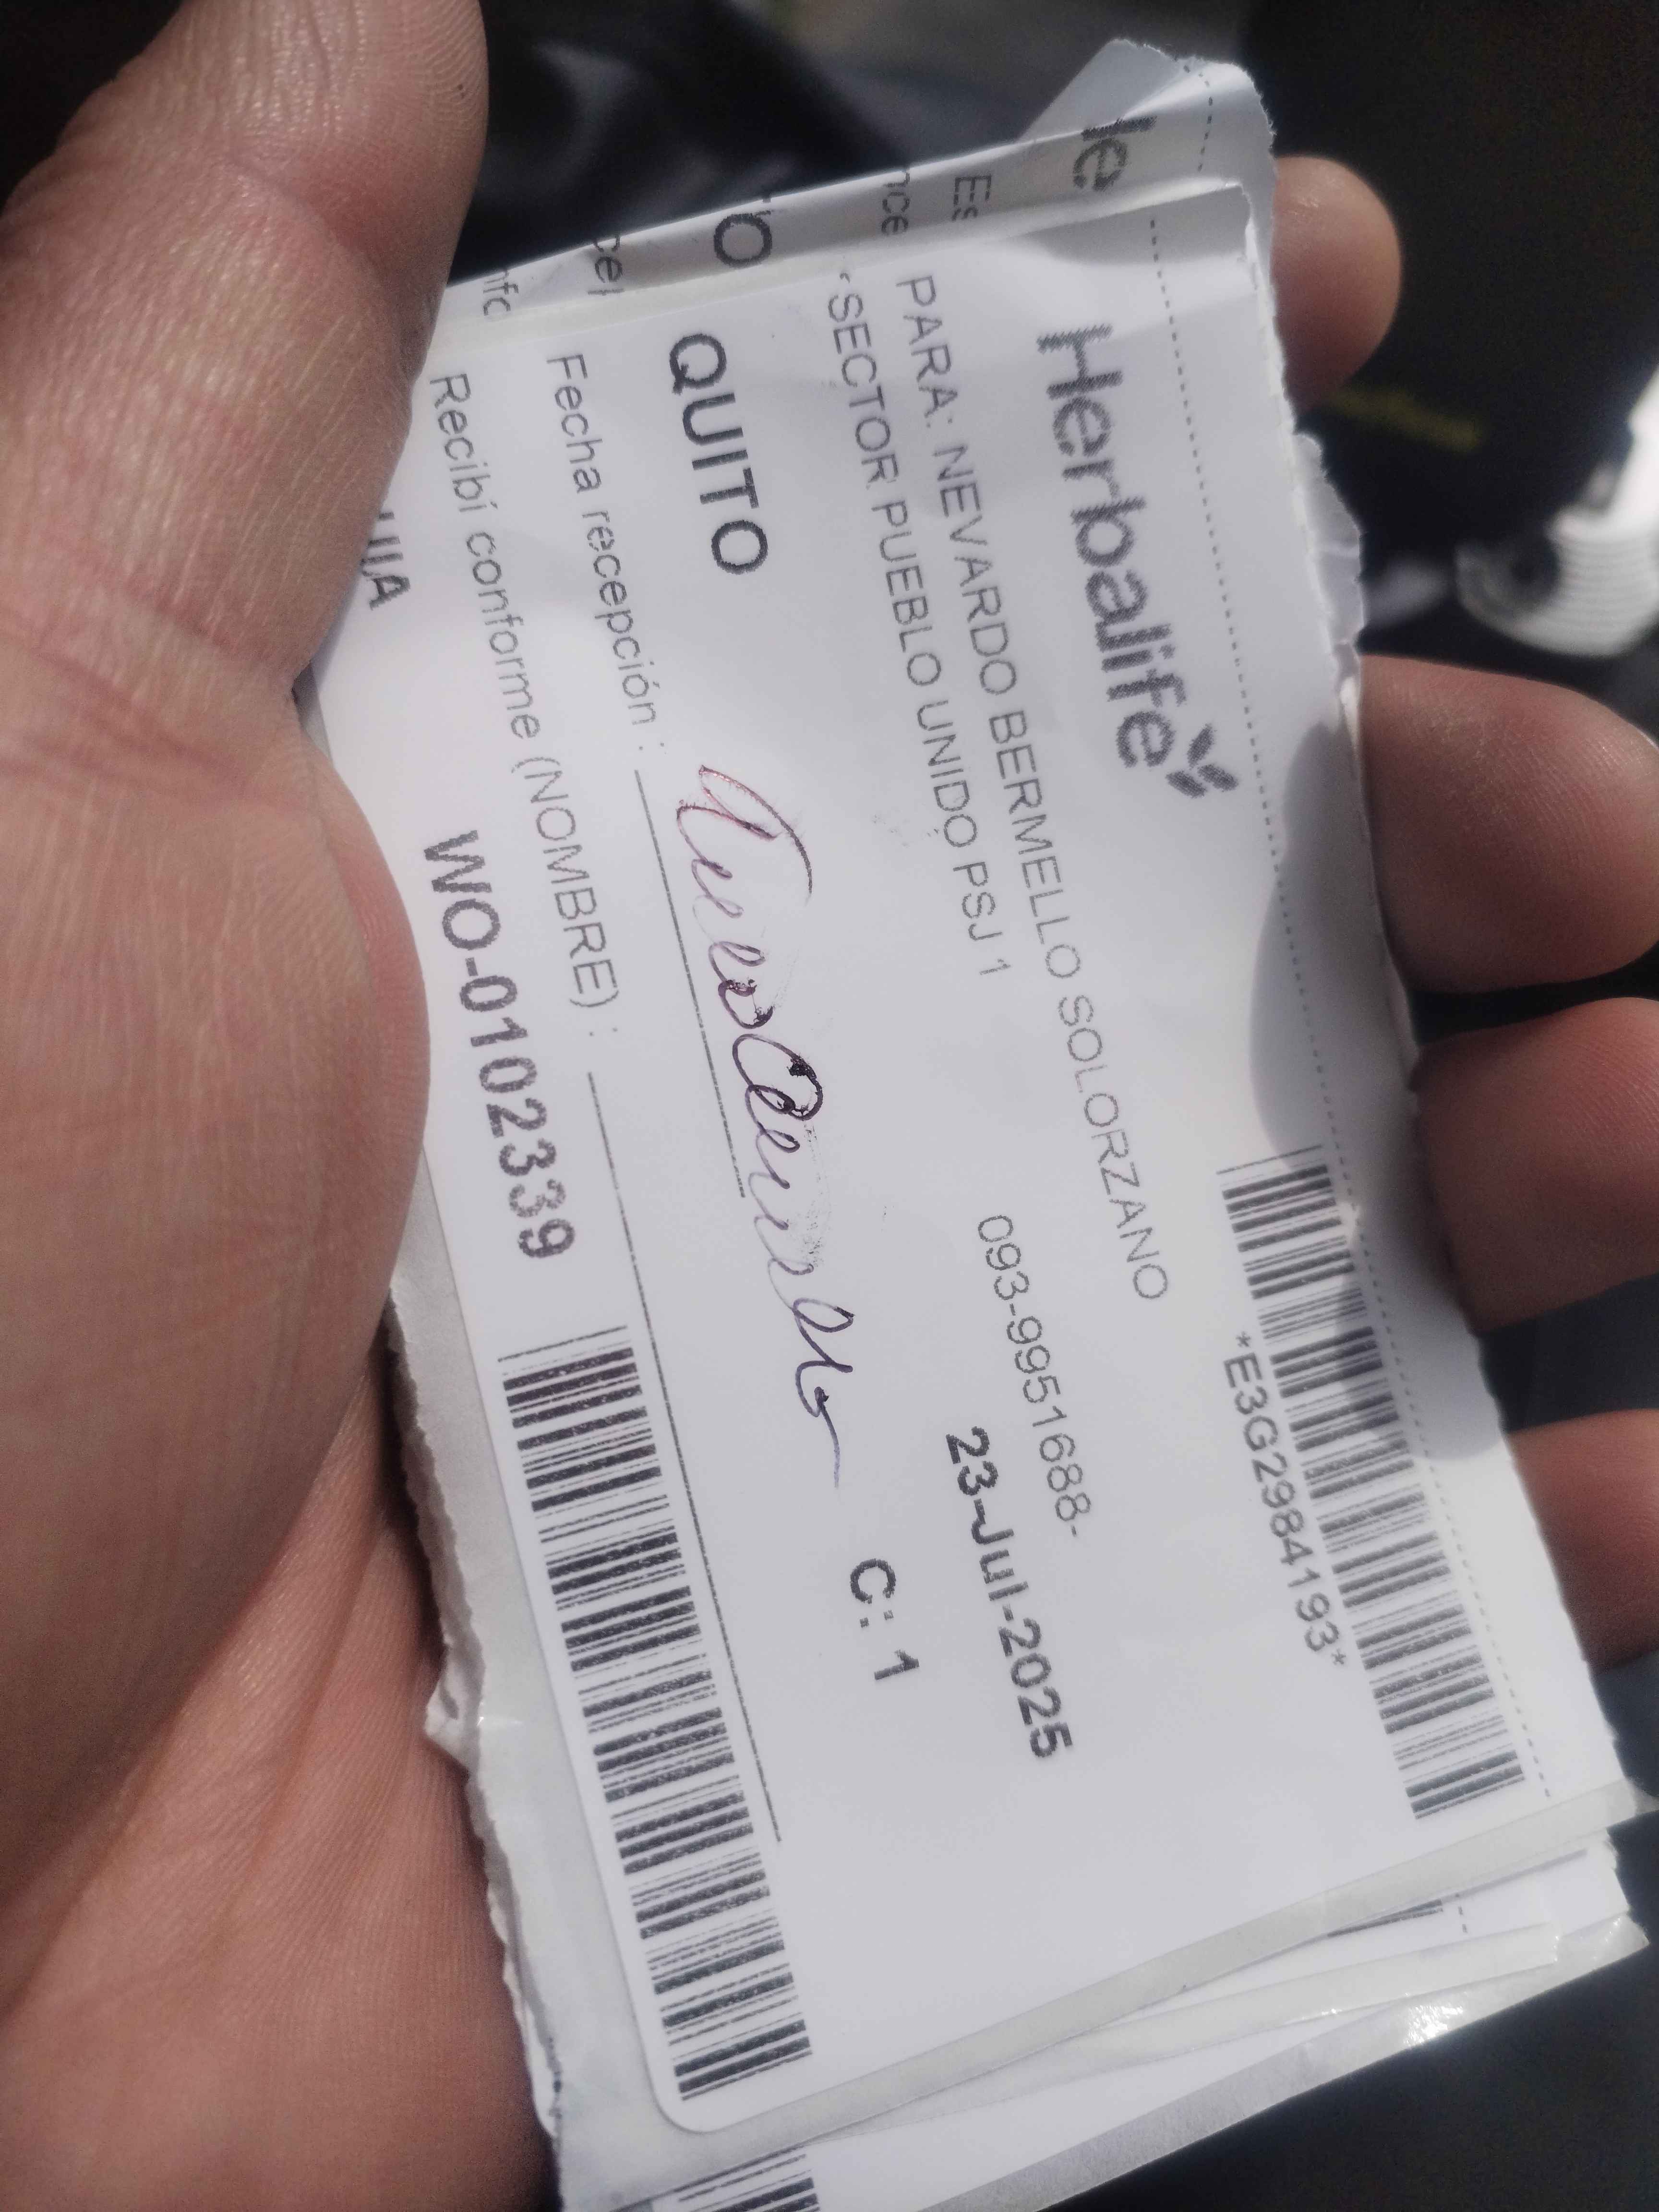 Herbalife
*E3G2984193*
PARA: NEVARDO BERMELLO SOLORZANO
093-9951688-
SECTOR PUEBLO UNIDO PSJ 1
23-Jul-2025
QUITO
C: 1
Fecha recepción :
Recibí conforme (NOMBRE) :
WO-0102339